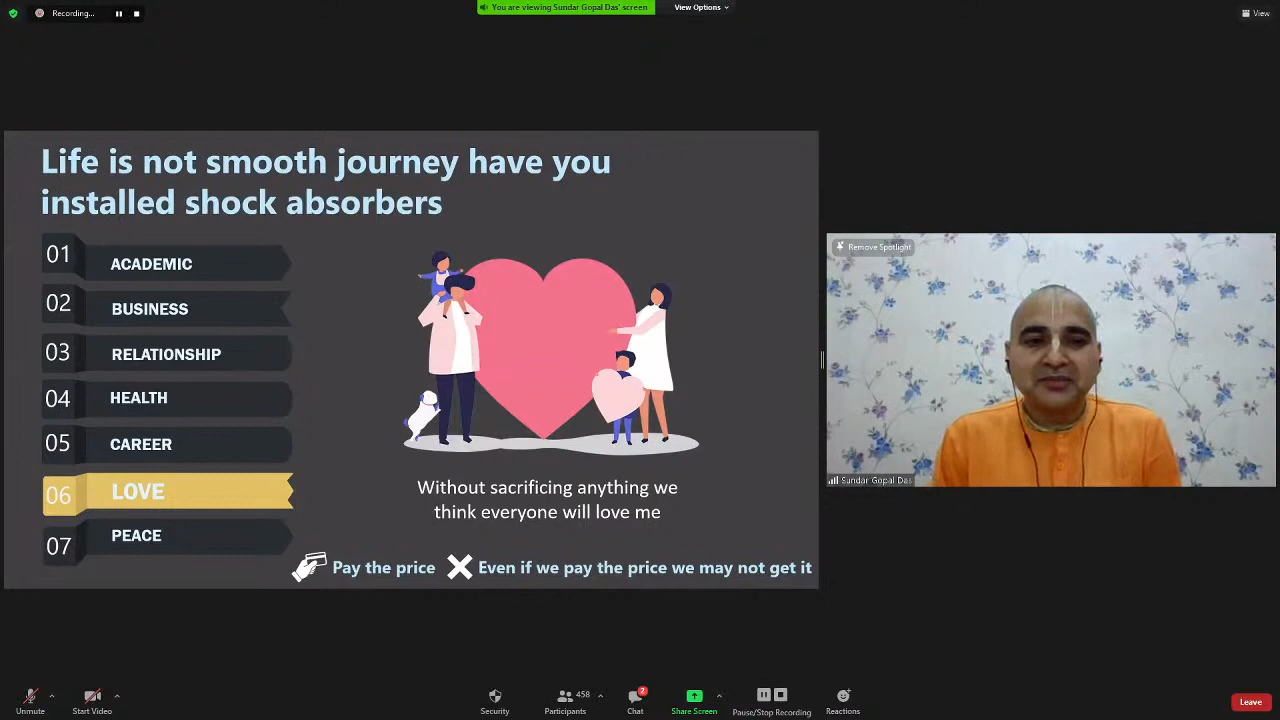 Recording...
You are viewing Sundar Gopal Das' screen
View Options
View
Life is not smooth journey have you
installed shock absorbers
01 ACADEMIC
02 BUSINESS
03 RELATIONSHIP
04 HEALTH
05 CAREER
06 LOVE
07 PEACE
Without sacrificing anything we
think everyone will love me
Pay the price
Even if we pay the price we may not get it
Remove Spotlight
Sundar Gopal Das
Unmute
Start Video
Security
458
Participants
2
Chat
Share Screen
Pause/Stop Recording
Reactions
Leave